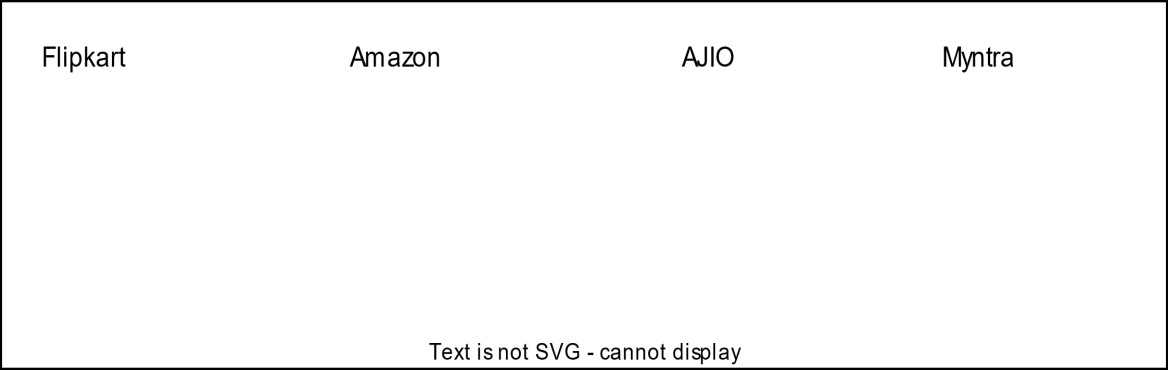 Flipkart Amazon AJIO Myntra
Text is not SVG - cannot display